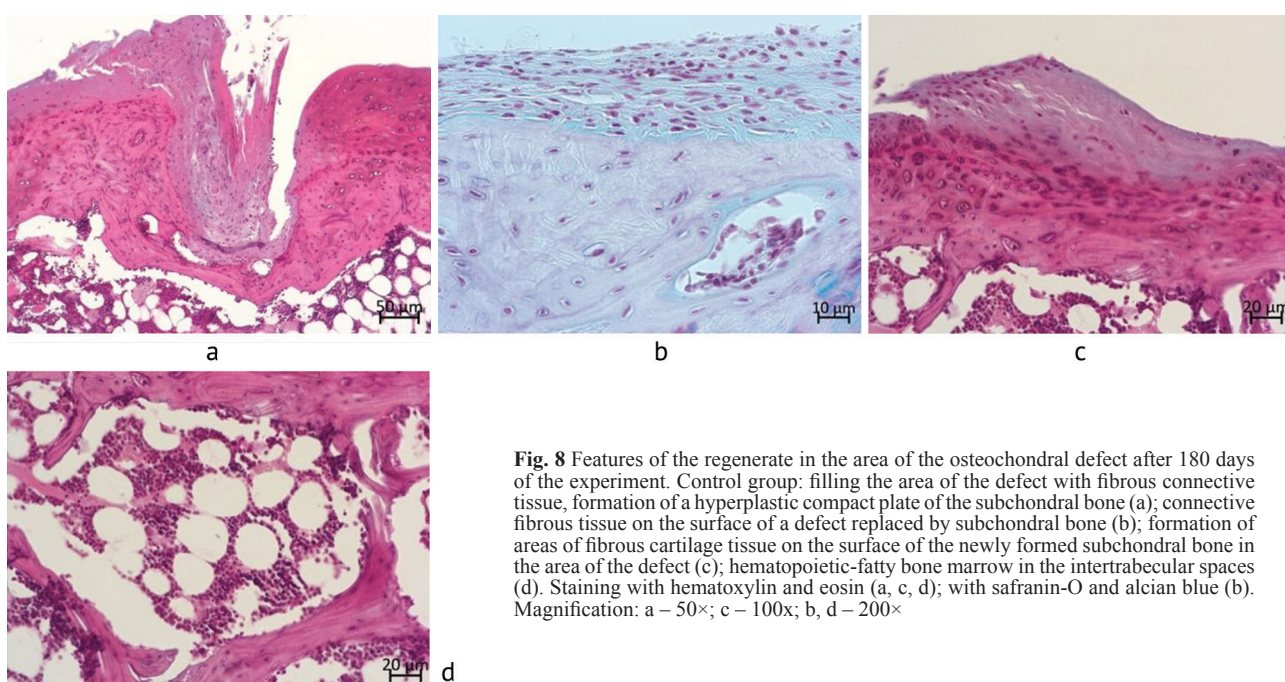 50 µm
a
10 µm
b
20 µm
c
20 µm
d
Fig. 8 Features of the regenerate in the area of the osteochondral defect after 180 days
of the experiment. Control group: filling the area of the defect with fibrous connective
tissue, formation of a hyperplastic compact plate of the subchondral bone (a); connective
fibrous tissue on the surface of a defect replaced by subchondral bone (b); formation of
areas of fibrous cartilage tissue on the surface of the newly formed subchondral bone in
the area of the defect (c); hematopoietic-fatty bone marrow in the intertrabecular spaces
(d). Staining with hematoxylin and eosin (a, c, d); with safranin-O and alcian blue (b).
Magnification: a – 50×; c – 100x; b, d – 200×